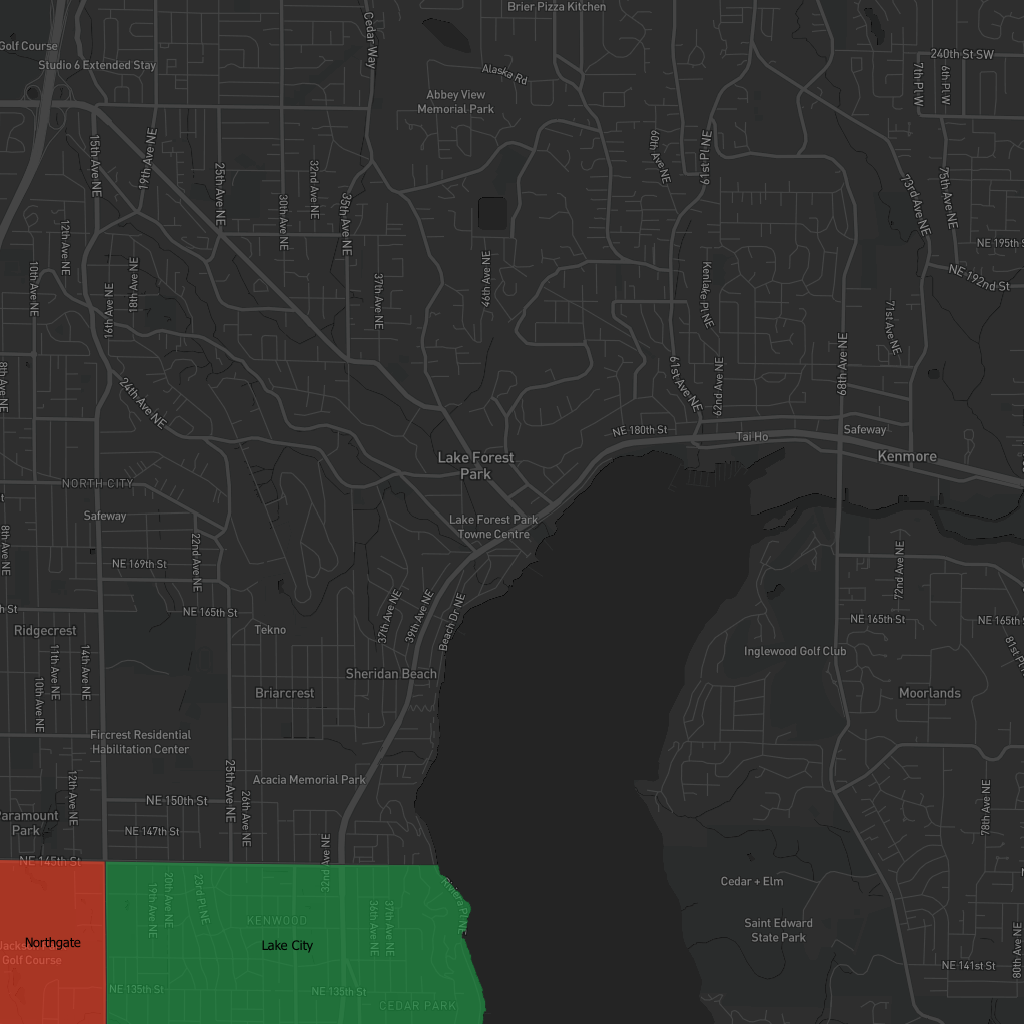 Brier Pizza Kitchen
Golf Course
Cedar Way
240th St SW
Studio 6 Extended Stay
Alaska Rd
7th Pl W
6th Pl W
Abbey View
Memorial Park
15th Ave NE
19th Ave NE
25th Ave NE
32nd Ave NE
30th Ave NE
35th Ave NE
60th Ave NE
61st Pl NE
73rd Ave NE
75th Ave NE
12th Ave NE
10th Ave NE
18th Ave NE
16th Ave NE
37th Ave NE
46th Ave NE
Kenlake Pl NE
NE 195th S
NE 192nd St
71st Ave NE
68th Ave NE
8th Ave NE
24th Ave NE
61st Ave NE
62nd Ave NE
NE 180th St
Tai Ho
Safeway
Kenmore
Lake Forest
Park
NORTH CITY
Safeway
Lake Forest Park
Towne Centre
8th Ave NE
22nd Ave NE
NE 169th St
72nd Ave NE
NE 165th St
NE 165th St
NE 165th
81st Pl
Ridgecrest
Tekno
37th Ave NE
39th Ave NE
Beach Dr NE
Inglewood Golf Club
11th Ave NE
14th Ave NE
10th Ave NE
Sheridan Beach
Briarcrest
Moorlands
Fircrest Residential
Habilitation Center
Acacia Memorial Park
12th Ave NE
25th Ave NE
26th Ave NE
NE 150th St
78th Ave NE
Paramount
Park
NE 147th St
32nd Ave NE
NE 145th St
Cedar + Elm
19th Ave NE
20th Ave NE
23rd Pl NE
34th Ave NE
37th Ave NE
Riviera Pl NE
KENWOOD
Saint Edward
State Park
Northgate
Lake City
Golf Course
80th Ave NE
NE 141st St
NE 135th St
NE 135th St
CEDAR PARK